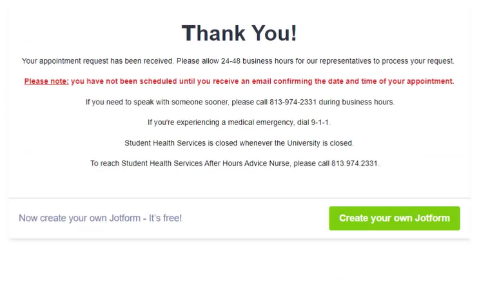 Thank You!
Your appointment request has been received. Please allow 24-48 business hours for our representatives to process your request.
Please note: you have not been scheduled until you receive an email confirming the date and time of your appointment.
If you need to speak with someone sooner, please call 813-974-2331 during business hours.
If you're experiencing a medical emergency, dial 9-1-1.
Student Health Services is closed whenever the University is closed.
To reach Student Health Services After Hours Advice Nurse, please call 813.974.2331.
Now create your own Jotform - It's free!
Create your own Jotform